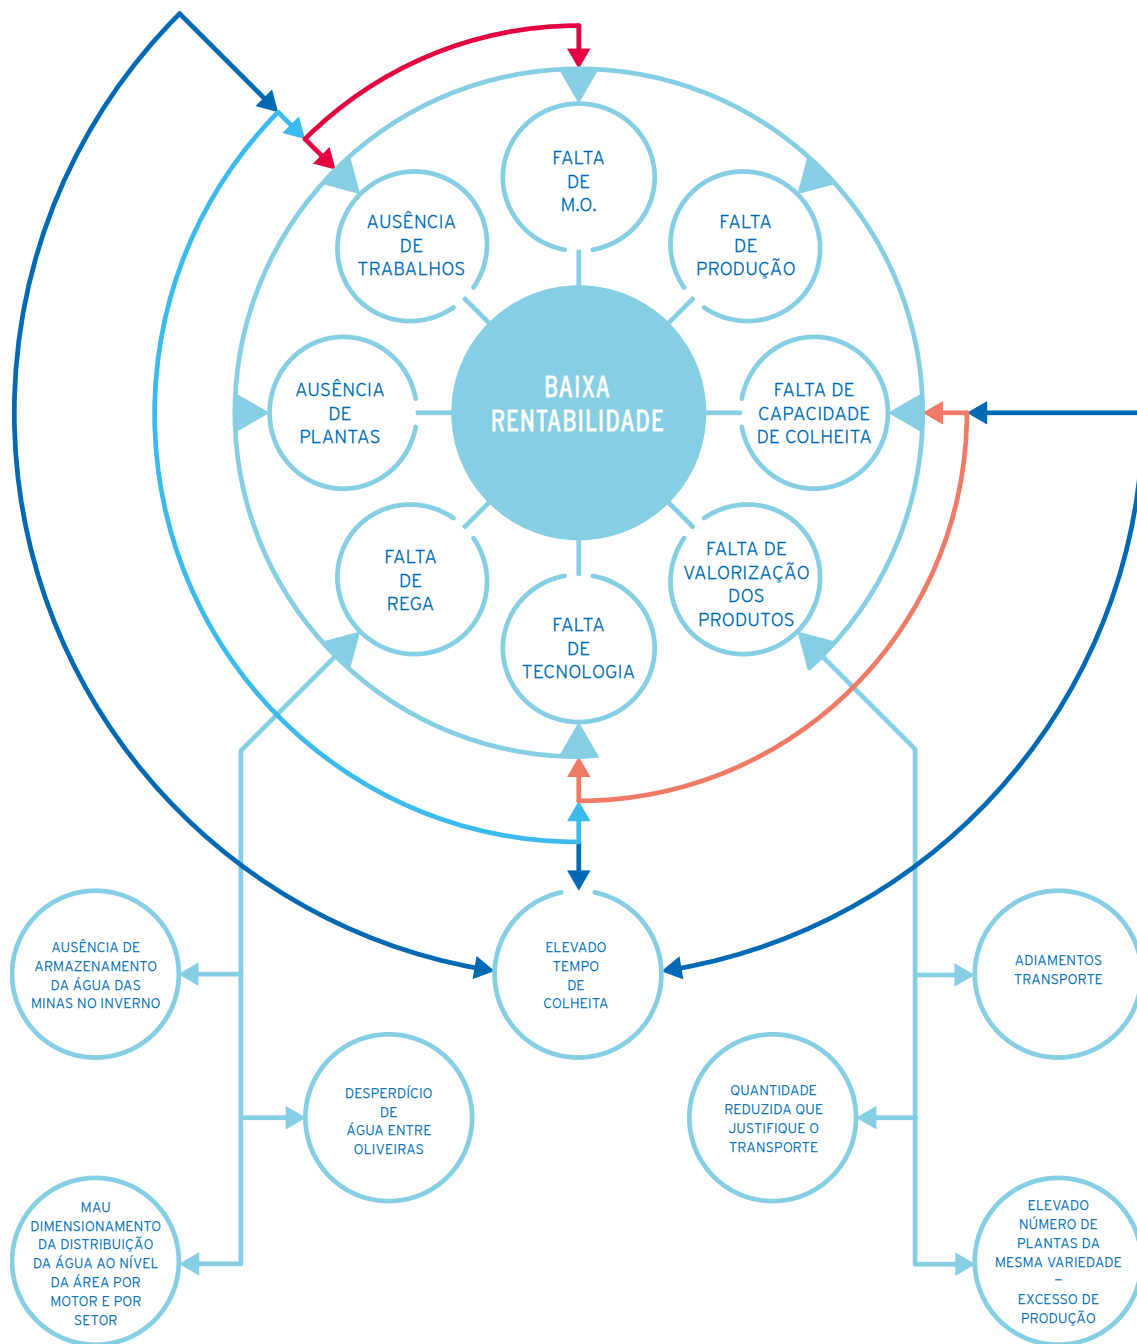 FALTA
DE
M.O.
AUSÊNCIA
DE
TRABALHOS
FALTA
DE
PRODUÇÃO
AUSÊNCIA
DE
PLANTAS
BAIXA
RENTABILIDADE
FALTA DE
CAPACIDADE
DE COLHEITA
FALTA
DE
REGA
FALTA
DE
TECNOLOGIA
FALTA DE
VALORIZAÇÃO
DOS
PRODUTOS
AUSÊNCIA DE
ARMAZENAMENTO
DA ÁGUA DAS
MINAS NO INVERNO
ELEVADO
TEMPO
DE
COLHEITA
ADIAMENTOS
TRANSPORTE
DESPERDÍCIO
DE
ÁGUA ENTRE
OLIVEIRAS
QUANTIDADE
REDUZIDA QUE
JUSTIFIQUE O
TRANSPORTE
MAU
DIMENSIONAMENTO
DA DISTRIBUIÇÃO
DA ÁGUA AO NÍVEL
DA ÁREA POR
MOTOR E POR
SETOR
ELEVADO
NÚMERO DE
PLANTAS DA
MESMA VARIEDADE
–
EXCESSO DE
PRODUÇÃO